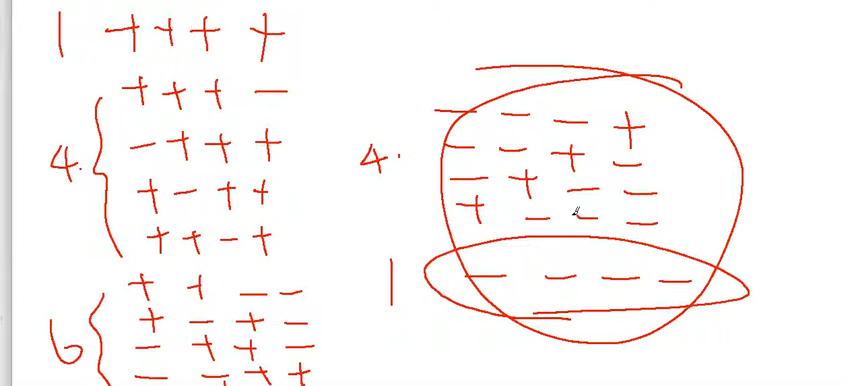 1 + + + +
4. + + + −
− + + +
+ − + +
+ + − +
6 + + − −
+ − + −
− + + −
− − + +
4. − − − +
− − + −
− + − −
+ − − −
1 − − − −